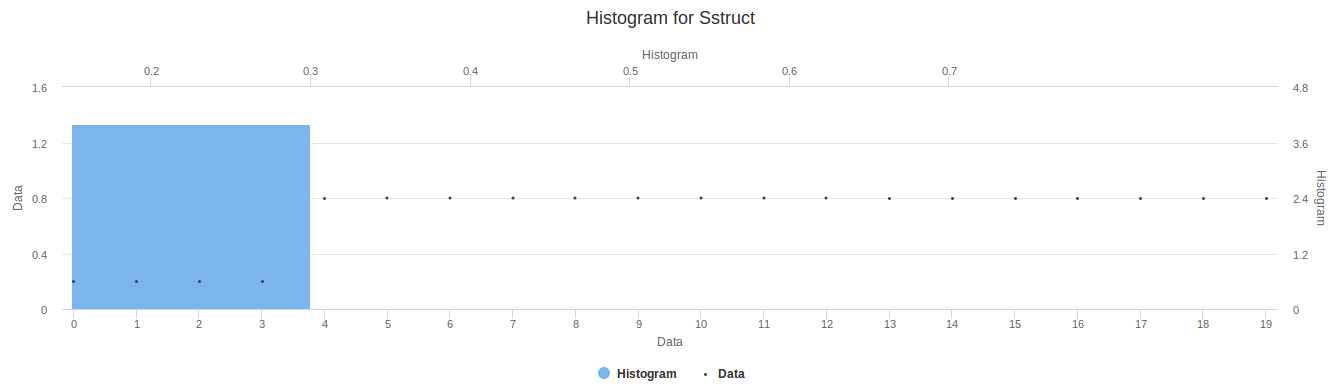 Histogram for Sstruct
Histogram
0.2 0.3 0.4 0.5 0.6 0.7
1.6 4.8
1.2 3.6
0.8 2.4
0.4 1.2
0 0
Data
Histogram
0 1 2 3 4 5 6 7 8 9 10 11 12 13 14 15 16 17 18 19
Data
Histogram Data